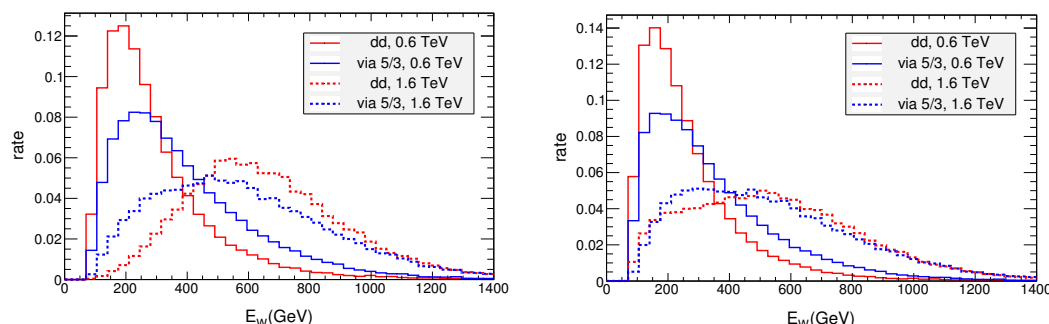 0.12
0.1
0.08
0.06
0.04
0.02
0
rate
dd, 0.6 TeV
via 5/3, 0.6 TeV
dd, 1.6 TeV
via 5/3, 1.6 TeV
0 200 400 600 800 1000 1200 1400
E_W(GeV)
0.14
0.12
0.1
0.08
0.06
0.04
0.02
0
rate
dd, 0.6 TeV
via 5/3, 0.6 TeV
dd, 1.6 TeV
via 5/3, 1.6 TeV
0 200 400 600 800 1000 1200 1400
E_W(GeV)